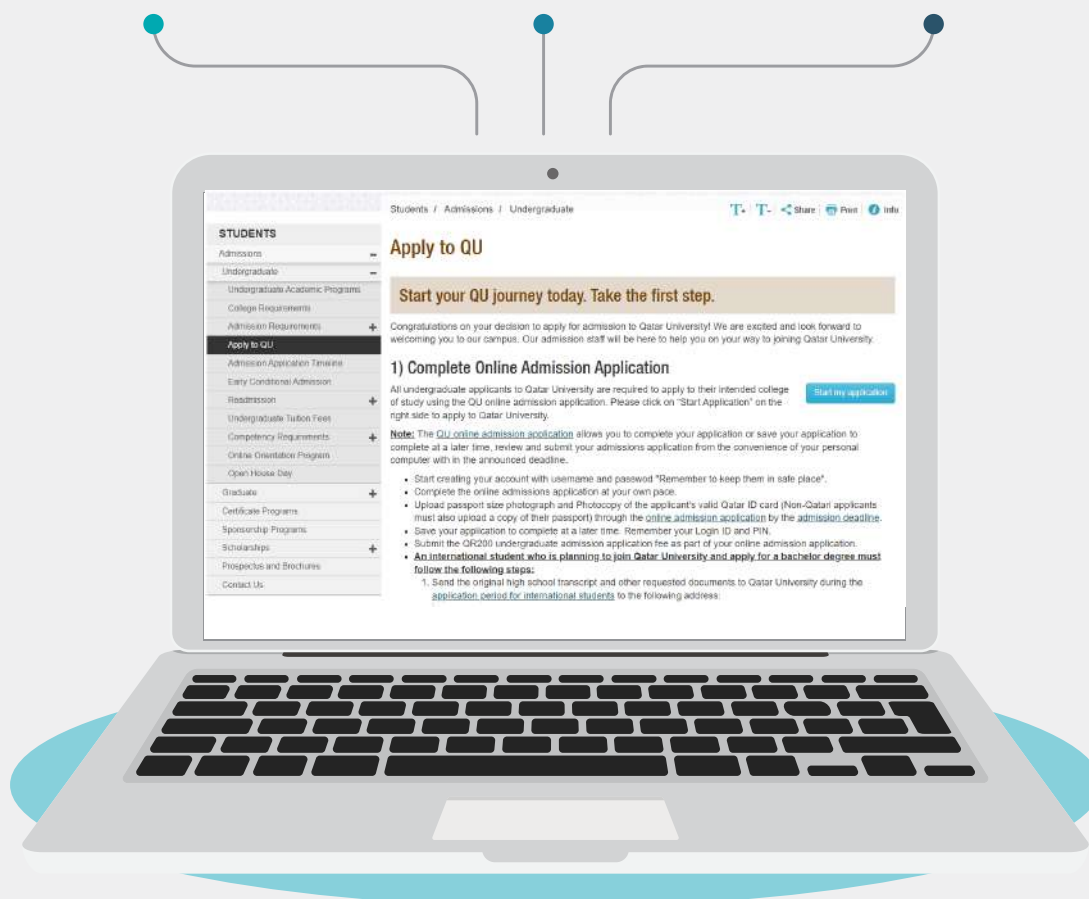 Students / Admissions / Undergraduate
T+ T- Share Print Info
STUDENTS
Admissions
Undergraduate
Undergraduate Academic Programs
College Requirements
Admission Requirements
Apply to QU
Admission Application Timeline
Early Conditional Admission
Readmission
Undergraduate Tuition Fees
Competency Requirements
Online Orientation Program
Open House Day
Graduate
Certificate Programs
Sponsorship Programs
Scholarships
Prospectus and Brochures
Contact Us
Apply to QU
Start your QU journey today. Take the first step.
Congratulations on your decision to apply for admission to Qatar University! We are excited and look forward to
welcoming you to our campus. Our admission staff will be here to help you on your way to joining Qatar University.
1) Complete Online Admission Application
All undergraduate applicants to Qatar University are required to apply to their intended college
of study using the QU online admission application. Please click on "Start Application" on the
right side to apply to Qatar University.
Start my application
Note: The QU online admission application allows you to complete your application or save your application to
complete at a later time, review and submit your admissions application from the convenience of your personal
computer with in the announced deadline.
• Start creating your account with username and passwod "Remember to keep them in safe place".
• Complete the online admissions application at your own pace.
• Upload passport size photograph and Photocopy of the applicant's valid Qatar ID card (Non-Qatari applicants
must also upload a copy of their passport) through the online admission application by the admission deadline.
• Save your application to complete at a later time. Remember your Login ID and PIN.
• Submit the QR200 undergraduate admission application fee as part of your online admission application.
• An international student who is planning to join Qatar University and apply for a bachelor degree must
follow the following steps:
1. Send the original high school transcript and other requested documents to Qatar University during the
application period for international students to the following address: